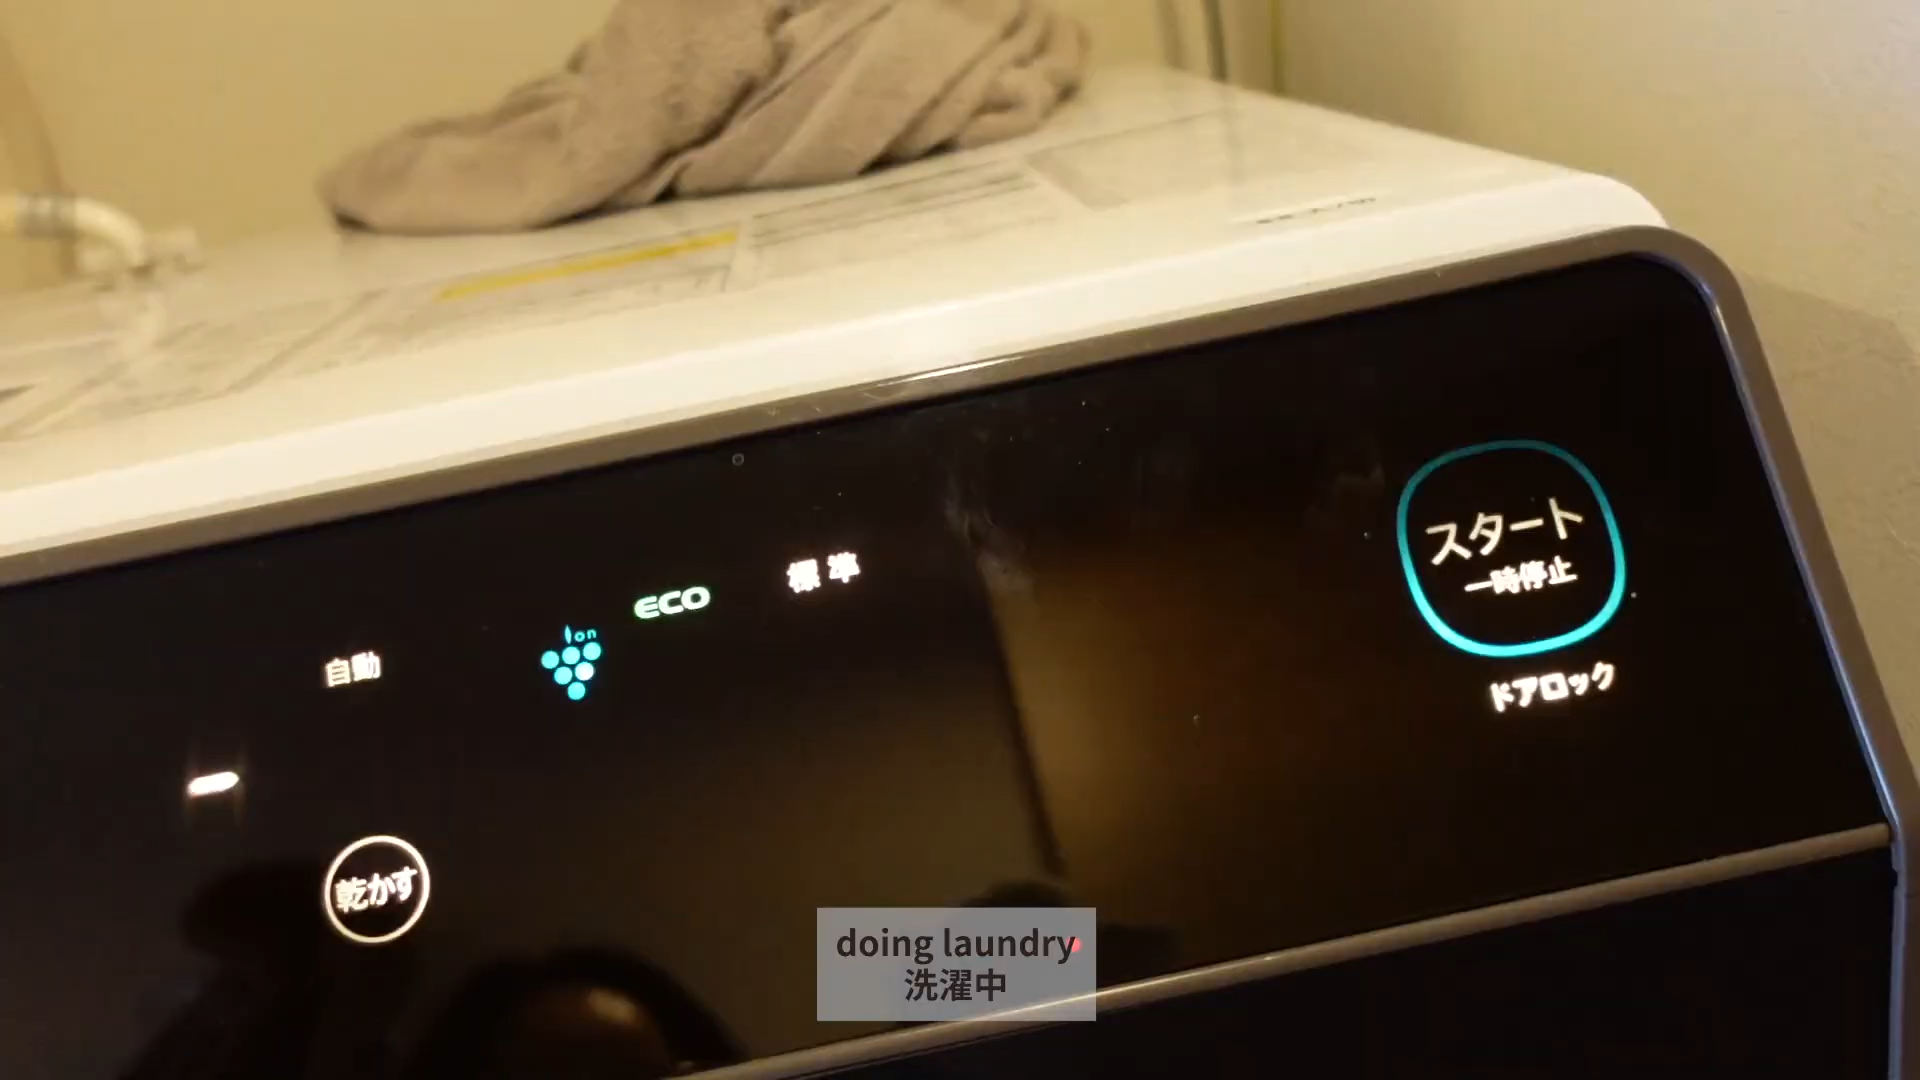 スタート
一時停止
標準
ECO
Ion
自動
ドアロック
乾かす
doing laundry
洗濯中